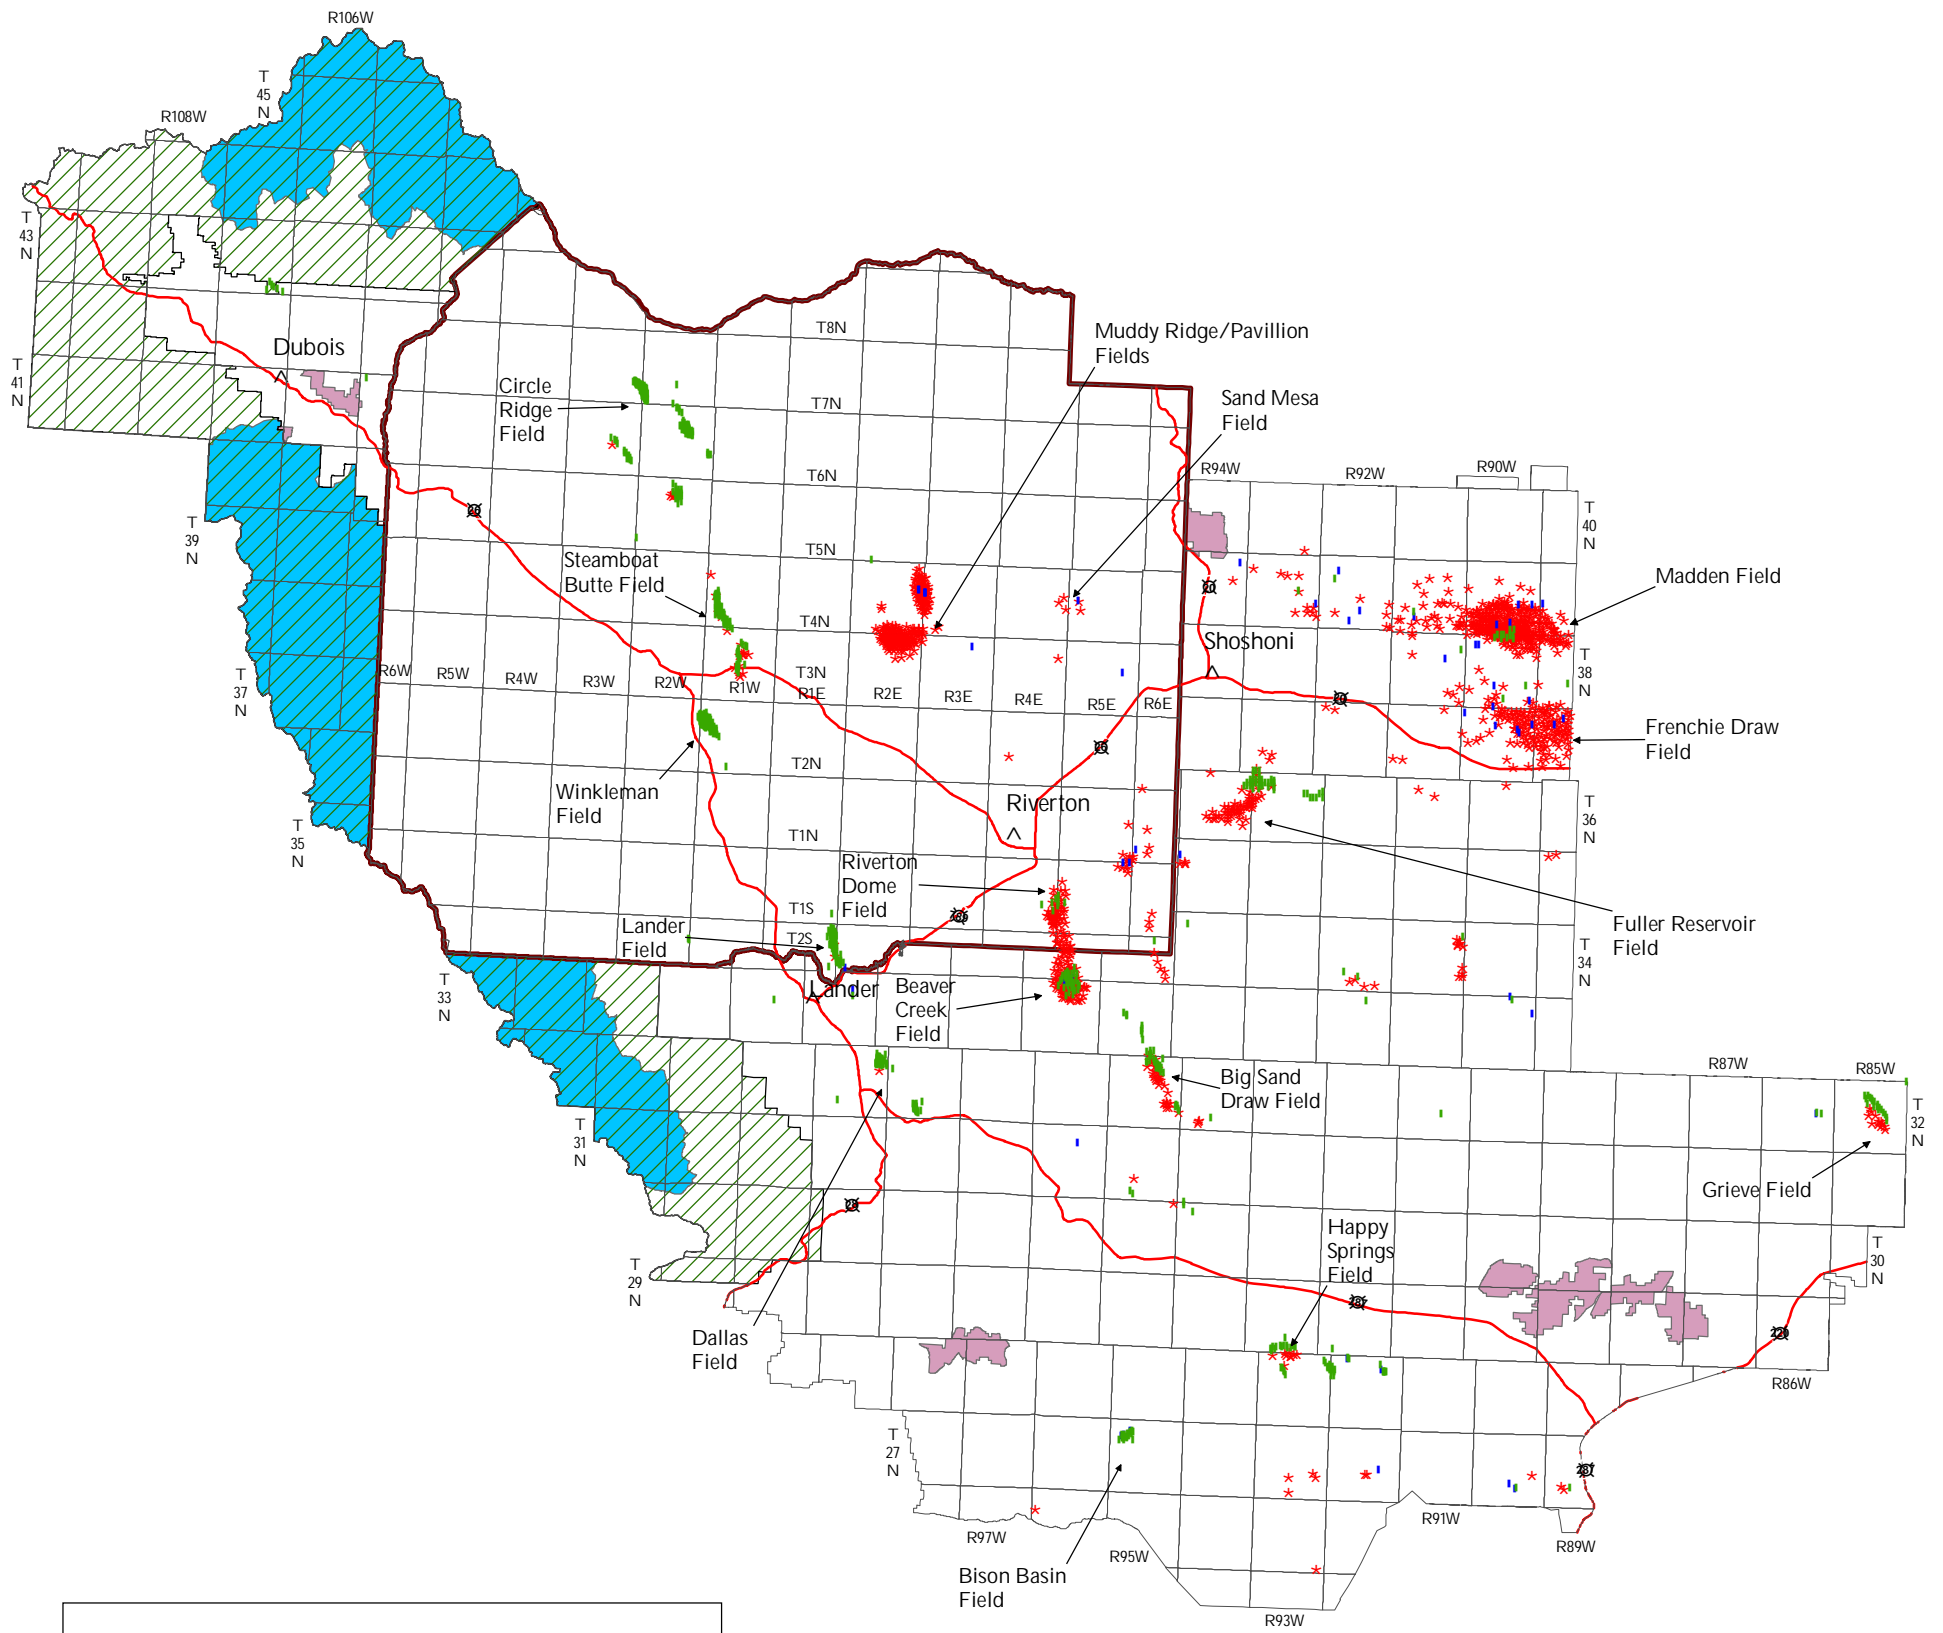 R106W
T
45
N
R108W
T
43
N
T
41
N
Dubois
T8N
Muddy Ridge/Pavillion
Fields
Circle
Ridge
Field
T7N
Sand Mesa
Field
T6N
R94W
R92W
R90W
T
40
N
T
39
N
T5N
Steamboat
Butte Field
Madden Field
T4N
Shoshoni
T
38
N
T
37
N
R6W
R5W
R4W
R3W
R2W
R1W
T3N
R1E
R2E
R3E
R4E
R5E
R6E
Frenchie Draw
Field
T2N
Winkleman
Field
Riverton
T
36
N
T
35
N
T1N
Riverton
Dome
Field
T1S
Lander
Field
T2S
Fuller Reservoir
Field
T
34
N
T
33
N
Lander
Beaver
Creek
Field
Big Sand
Draw Field
R87W
R85W
T
32
N
T
31
N
Grieve Field
Happy
Springs
Field
T
30
N
T
29
N
Dallas
Field
287
220
R86W
T
27
N
287
R97W
R95W
R91W
R89W
Bison Basin
Field
R93W